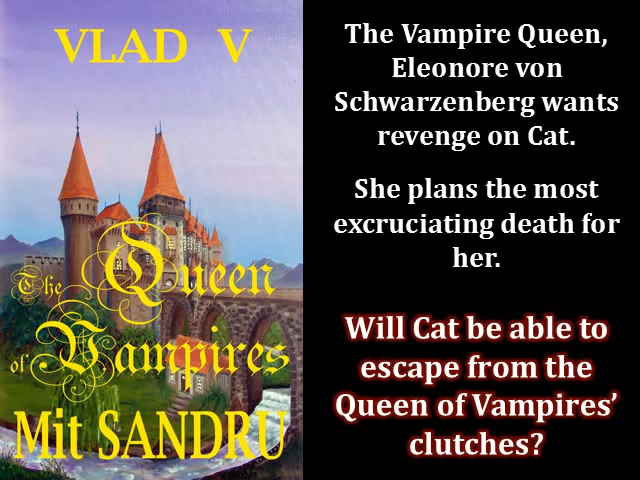 VLAD V
The Queen
of Vampires
Mit SANDRU
The Vampire Queen,
Eleonore von
Schwarzenberg wants
revenge on Cat.
She plans the most
excruciating death for
her.
Will Cat be able to
escape from the
Queen of Vampires’
clutches?